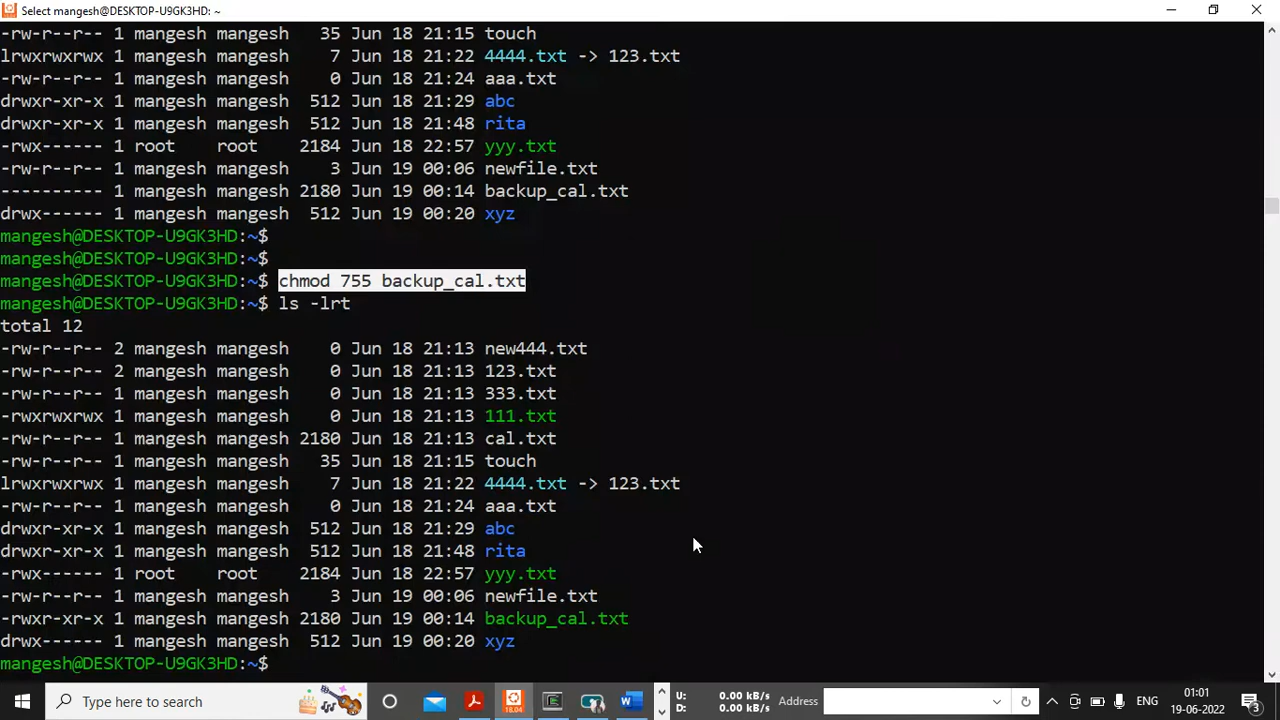 Select mangesh@DESKTOP-U9GK3HD: ~
-rw-r--r-- 1 mangesh mangesh   35 Jun 18 21:15 touch
lrwxrwxrwx 1 mangesh mangesh    7 Jun 18 21:22 4444.txt -> 123.txt
-rw-r--r-- 1 mangesh mangesh    0 Jun 18 21:24 aaa.txt
drwxr-xr-x 1 mangesh mangesh  512 Jun 18 21:29 abc
drwxr-xr-x 1 mangesh mangesh  512 Jun 18 21:48 rita
-rwx------ 1 root    root    2184 Jun 18 22:57 yyy.txt
-rw-r--r-- 1 mangesh mangesh    3 Jun 19 00:06 newfile.txt
---------- 1 mangesh mangesh 2180 Jun 19 00:14 backup_cal.txt
drwx------ 1 mangesh mangesh  512 Jun 19 00:20 xyz
mangesh@DESKTOP-U9GK3HD:~$
mangesh@DESKTOP-U9GK3HD:~$
mangesh@DESKTOP-U9GK3HD:~$ chmod 755 backup_cal.txt
mangesh@DESKTOP-U9GK3HD:~$ ls -lrt
total 12
-rw-r--r-- 2 mangesh mangesh    0 Jun 18 21:13 new444.txt
-rw-r--r-- 2 mangesh mangesh    0 Jun 18 21:13 123.txt
-rw-r--r-- 1 mangesh mangesh    0 Jun 18 21:13 333.txt
-rwxrwxrwx 1 mangesh mangesh    0 Jun 18 21:13 111.txt
-rw-r--r-- 1 mangesh mangesh 2180 Jun 18 21:13 cal.txt
-rw-r--r-- 1 mangesh mangesh   35 Jun 18 21:15 touch
lrwxrwxrwx 1 mangesh mangesh    7 Jun 18 21:22 4444.txt -> 123.txt
-rw-r--r-- 1 mangesh mangesh    0 Jun 18 21:24 aaa.txt
drwxr-xr-x 1 mangesh mangesh  512 Jun 18 21:29 abc
drwxr-xr-x 1 mangesh mangesh  512 Jun 18 21:48 rita
-rwx------ 1 root    root    2184 Jun 18 22:57 yyy.txt
-rw-r--r-- 1 mangesh mangesh    3 Jun 19 00:06 newfile.txt
-rwxr-xr-x 1 mangesh mangesh 2180 Jun 19 00:14 backup_cal.txt
drwx------ 1 mangesh mangesh  512 Jun 19 00:20 xyz
mangesh@DESKTOP-U9GK3HD:~$
Type here to search
18.04
U: 0.00 kB/s
D: 0.00 kB/s
Address
ENG
01:01
19-06-2022
3